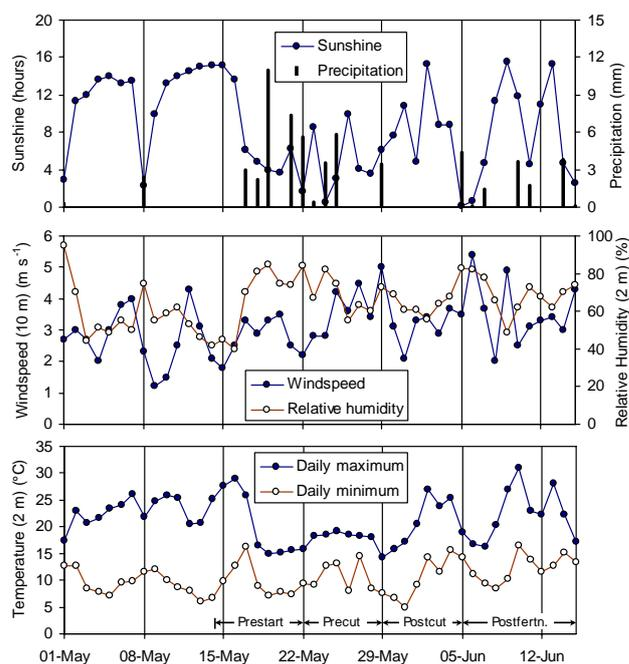 20
16
12
8
4
0
Sunshine (hours)
Sunshine
Precipitation
15
12
9
6
3
0
Precipitation (mm)
6
5
4
3
2
1
0
Windspeed (10 m) (m s⁻¹)
Windspeed
Relative humidity
100
80
60
40
20
0
Relative Humidity (2 m) (%)
35
30
25
20
15
10
5
0
Temperature (2 m) (°C)
Daily maximum
Daily minimum
Prestart Precut Postcut Postfertn.
01-May 08-May 15-May 22-May 29-May 05-Jun 12-Jun